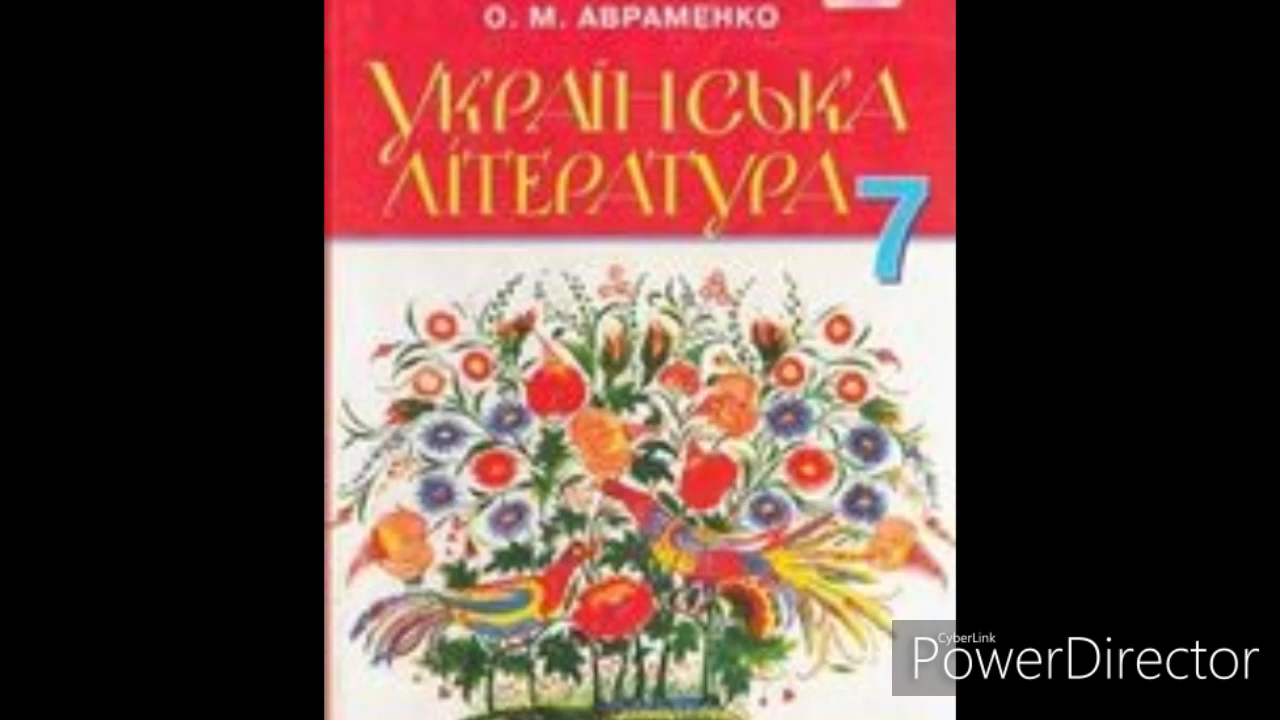 О. М. АВРАМЕНКО
УКРАЇНСЬКА
ЛІТЕРАТУРА
7
CyberLink
PowerDirector